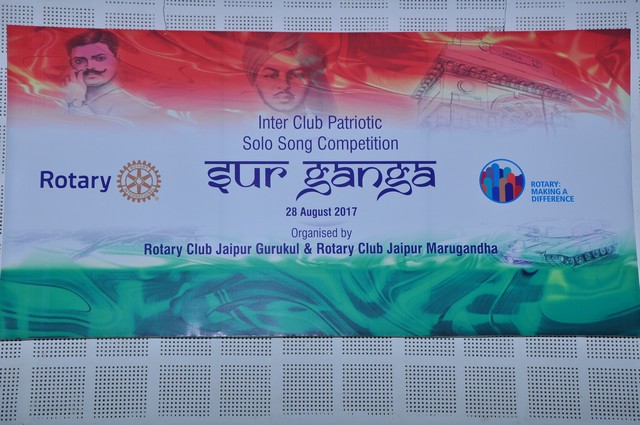 Inter Club Patriotic
Solo Song Competition
Rotary
sur ganga
ROTARY:
MAKING A
DIFFERENCE
28 August 2017
Organised by
Rotary Club Jaipur Gurukul & Rotary Club Jaipur Marugandha